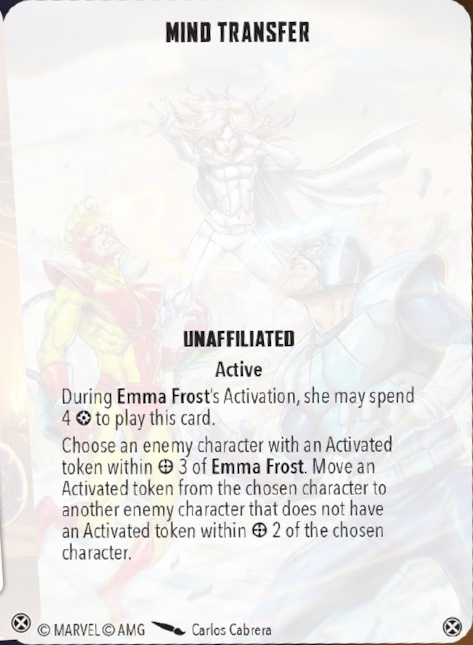 MIND TRANSFER
UNAFFILIATED
Active
During Emma Frost's Activation, she may spend
4 to play this card.
Choose an enemy character with an Activated
token within 3 of Emma Frost. Move an
Activated token from the chosen character to
another enemy character that does not have
an Activated token within 2 of the chosen
character.
© MARVEL © AMG Carlos Cabrera